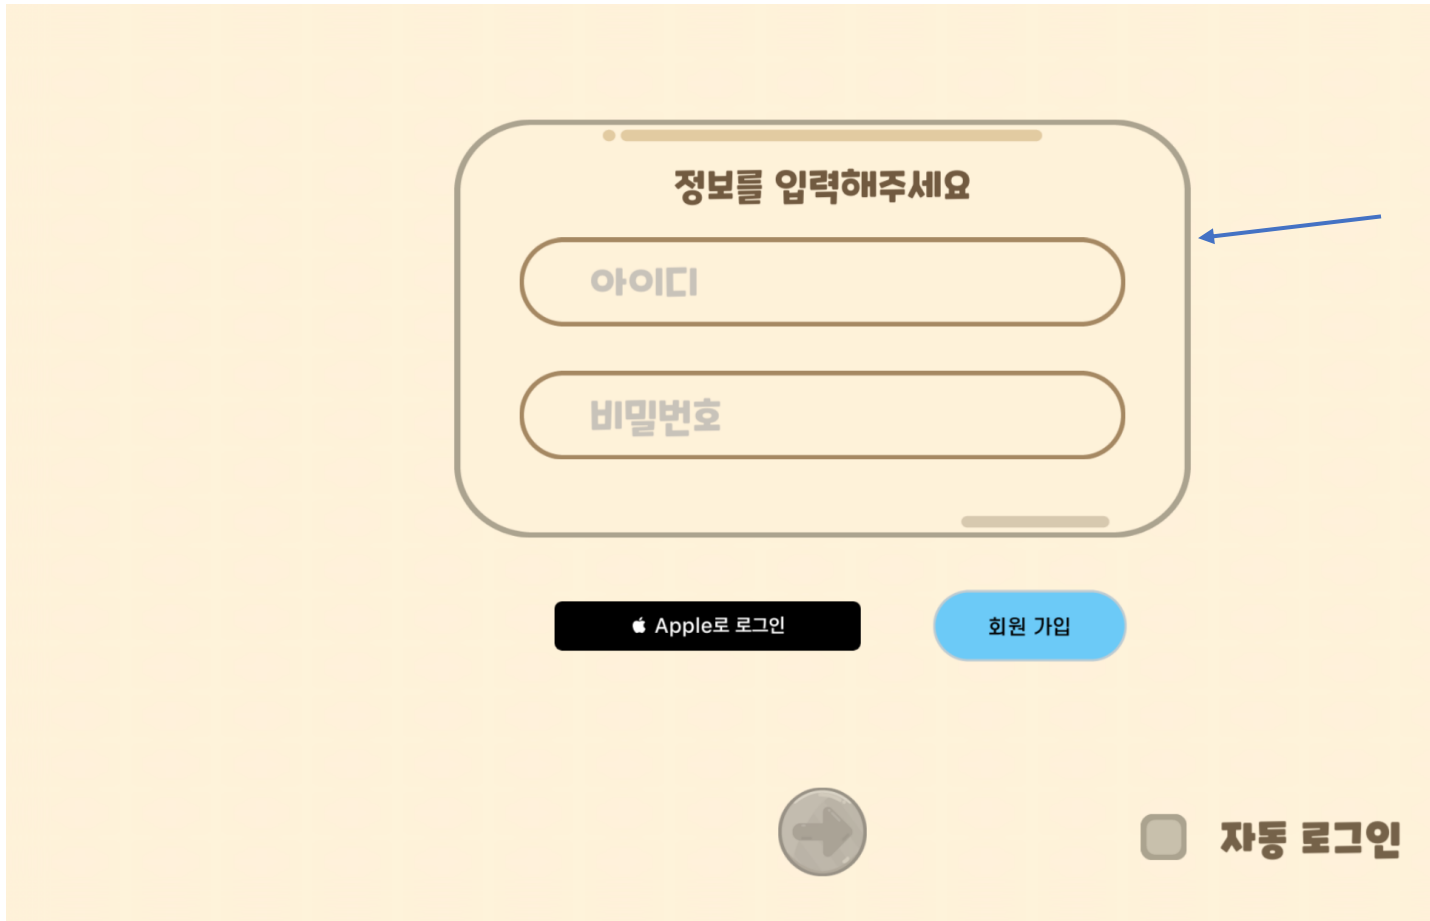 정보를 입력해주세요
아이디
비밀번호
Apple로 로그인
회원 가입
자동 로그인